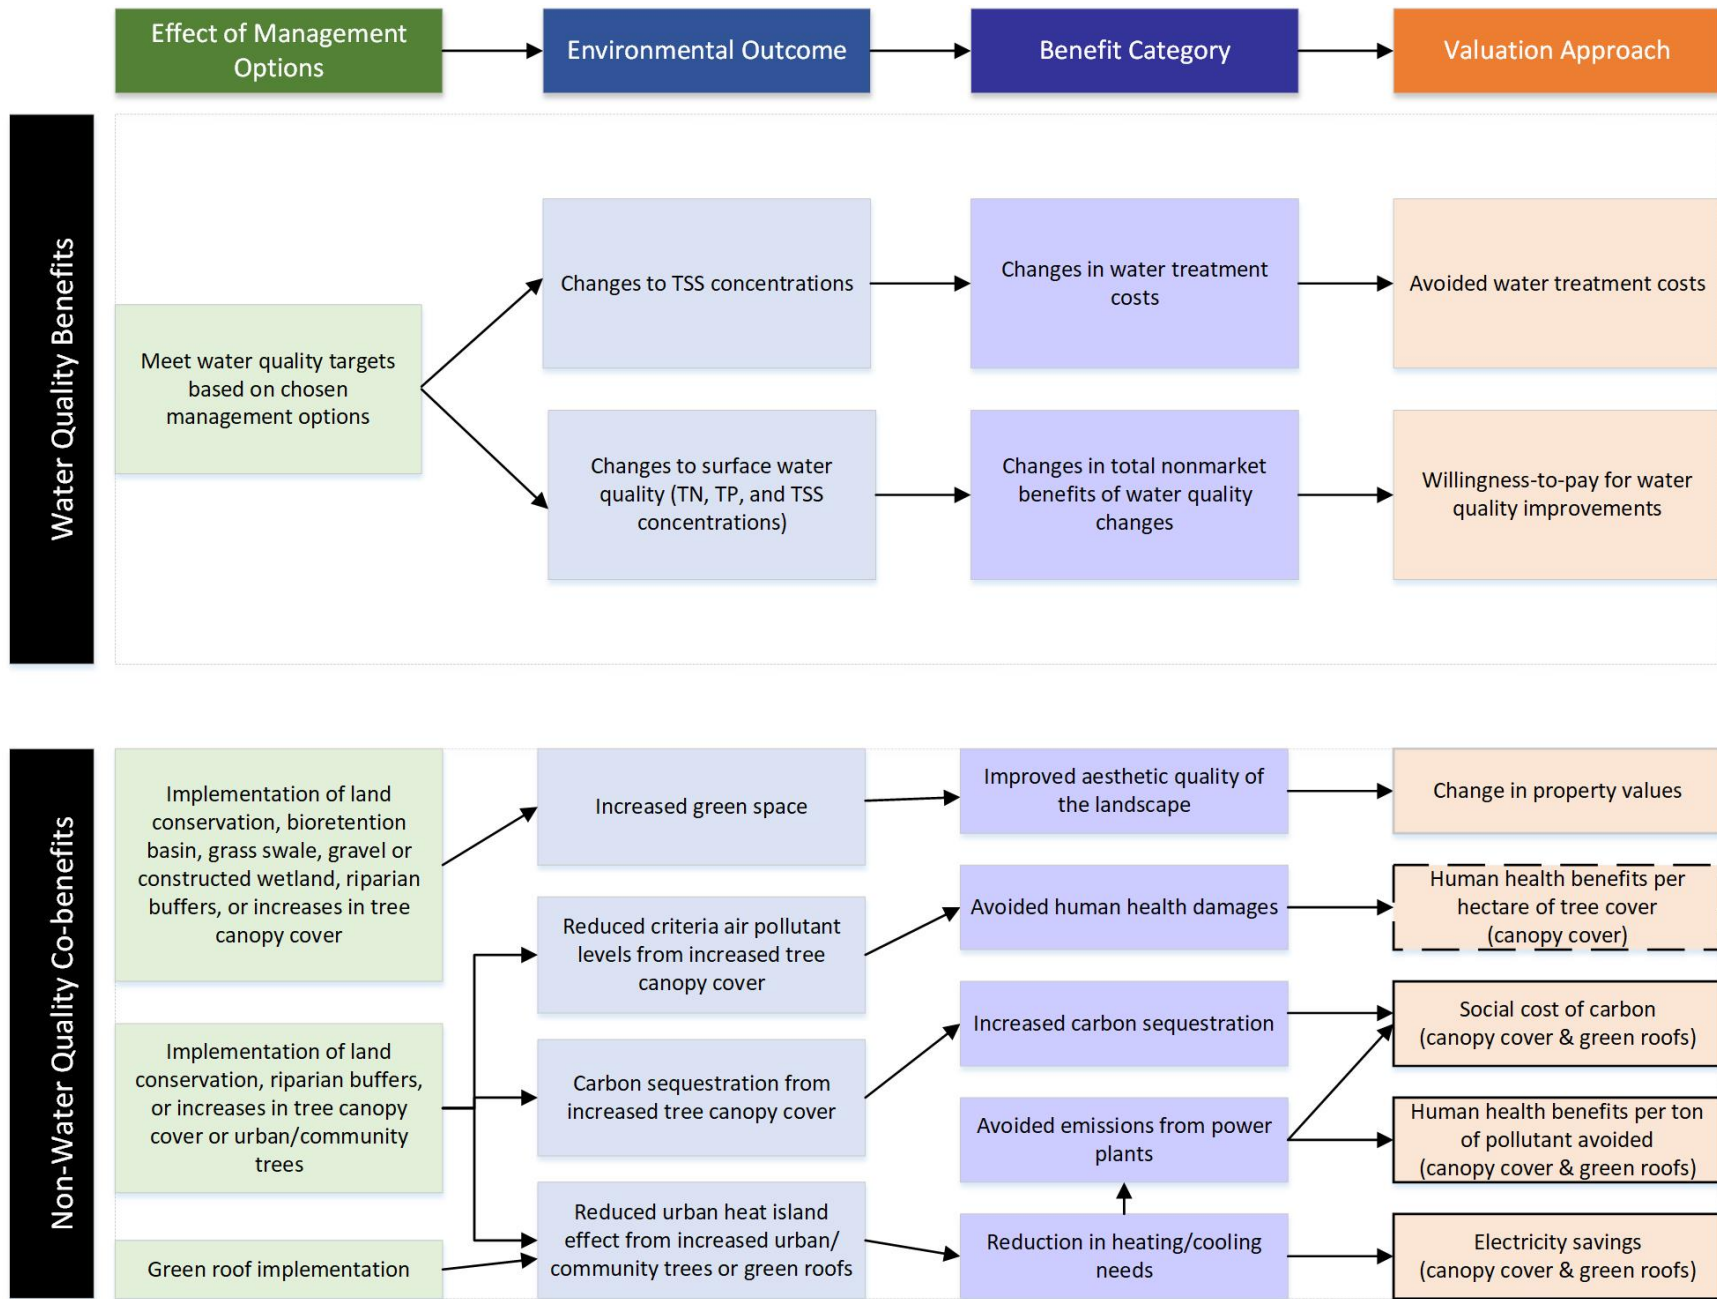 Effect of Management
Options
Environmental Outcome
Benefit Category
Valuation Approach
Water Quality Benefits
Meet water quality targets
based on chosen
management options
Changes to TSS concentrations
Changes in water treatment
costs
Avoided water treatment costs
Changes to surface water
quality (TN, TP, and TSS
concentrations)
Changes in total nonmarket
benefits of water quality
changes
Willingness-to-pay for water
quality improvements
Non-Water Quality Co-benefits
Implementation of land
conservation, bioretention
basin, grass swale, gravel or
constructed wetland, riparian
buffers, or increases in tree
canopy cover
Increased green space
Improved aesthetic quality of
the landscape
Change in property values
Reduced criteria air pollutant
levels from increased tree
canopy cover
Avoided human health damages
Human health benefits per
hectare of tree cover
(canopy cover)
Implementation of land
conservation, riparian buffers,
or increases in tree canopy
cover or urban/community
trees
Carbon sequestration from
increased tree canopy cover
Increased carbon sequestration
Social cost of carbon
(canopy cover & green roofs)
Avoided emissions from power
plants
Human health benefits per ton
of pollutant avoided
(canopy cover & green roofs)
Green roof implementation
Reduced urban heat island
effect from increased urban/
community trees or green roofs
Reduction in heating/cooling
needs
Electricity savings
(canopy cover & green roofs)